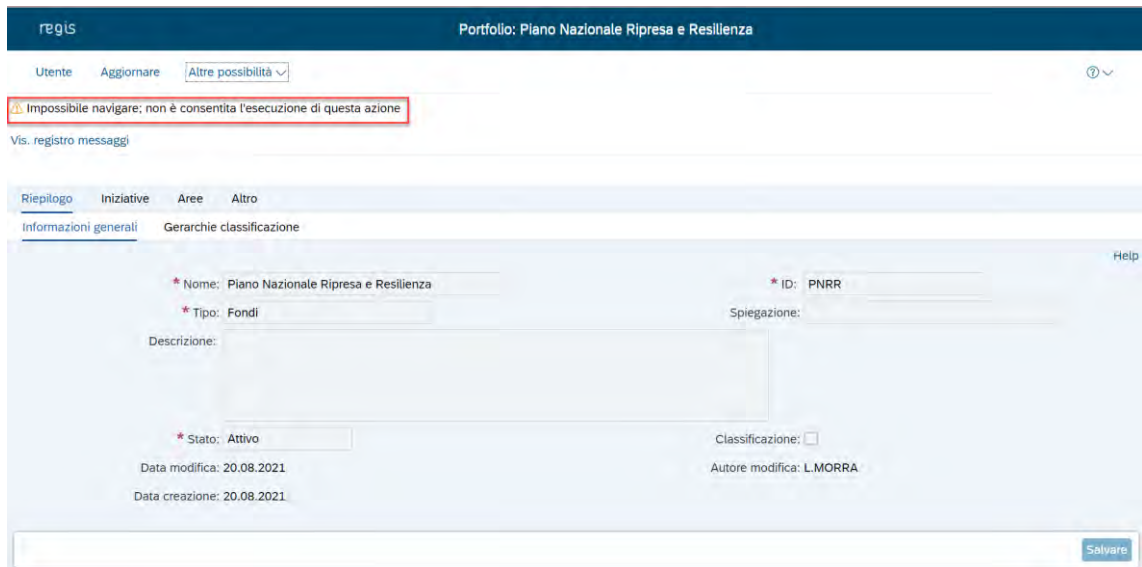 regis
Portfolio: Piano Nazionale Ripresa e Resilienza
Utente Aggiornare Altre possibilità
Impossibile navigare; non è consentita l'esecuzione di questa azione
Vis. registro messaggi
Riepilogo Iniziative Aree Altro
Informazioni generali Gerarchie classificazione
Help
* Nome: Piano Nazionale Ripresa e Resilienza * ID: PNRR
* Tipo: Fondi Spiegazione:
Descrizione:
* Stato: Attivo Classificazione:
Data modifica: 20.08.2021 Autore modifica: L.MORRA
Data creazione: 20.08.2021
Salvare